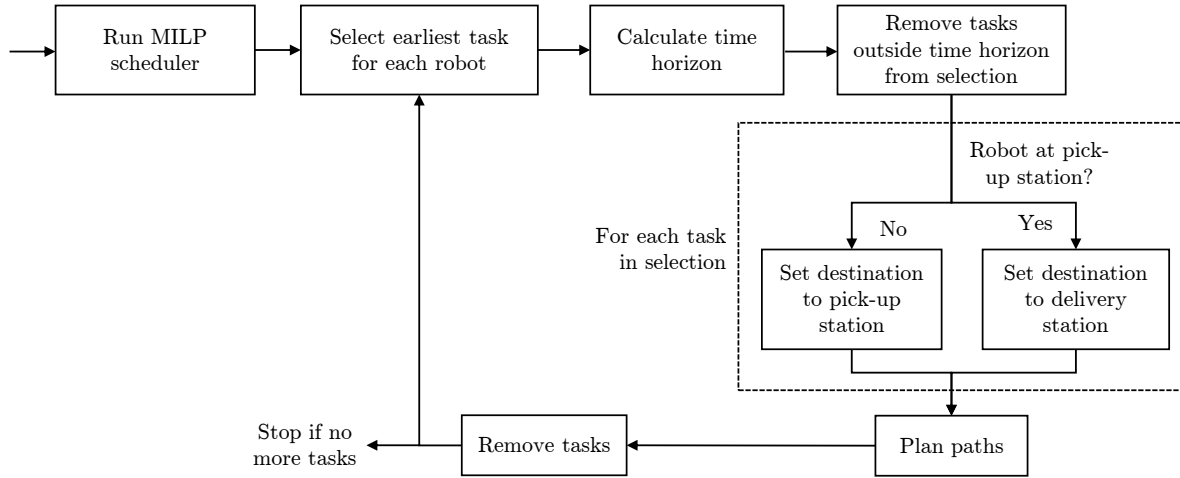 Run MILP
scheduler
Select earliest task
for each robot
Calculate time
horizon
Remove tasks
outside time horizon
from selection
Robot at pick-
up station?
No
Yes
For each task
in selection
Set destination
to pick-up
station
Set destination
to delivery
station
Plan paths
Remove tasks
Stop if no
more tasks